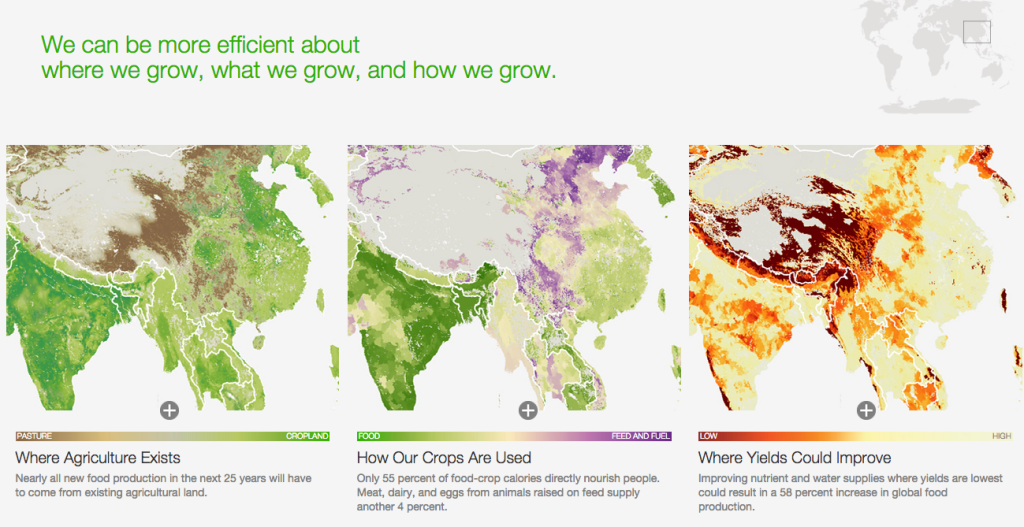 We can be more efficient about
where we grow, what we grow, and how we grow.
PASTURE CROPLAND
Where Agriculture Exists
Nearly all new food production in the next 25 years will have
to come from existing agricultural land.
FOOD FEED AND FUEL
How Our Crops Are Used
Only 55 percent of food-crop calories directly nourish people.
Meat, dairy, and eggs from animals raised on feed supply
another 4 percent.
LOW HIGH
Where Yields Could Improve
Improving nutrient and water supplies where yields are lowest
could result in a 58 percent increase in global food
production.